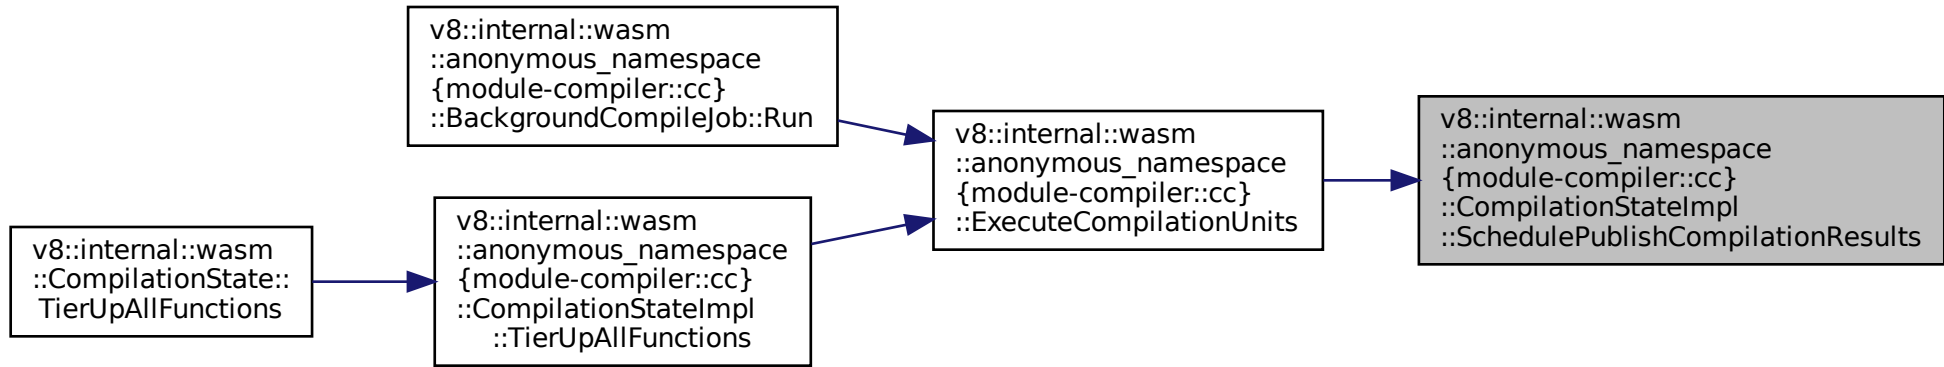 v8::internal::wasm
::anonymous_namespace
{module-compiler::cc}
::BackgroundCompileJob::Run
v8::internal::wasm
::CompilationState::
TierUpAllFunctions
v8::internal::wasm
::anonymous_namespace
{module-compiler::cc}
::CompilationStateImpl
::TierUpAllFunctions
v8::internal::wasm
::anonymous_namespace
{module-compiler::cc}
::ExecuteCompilationUnits
v8::internal::wasm
::anonymous_namespace
{module-compiler::cc}
::CompilationStateImpl
::SchedulePublishCompilationResults